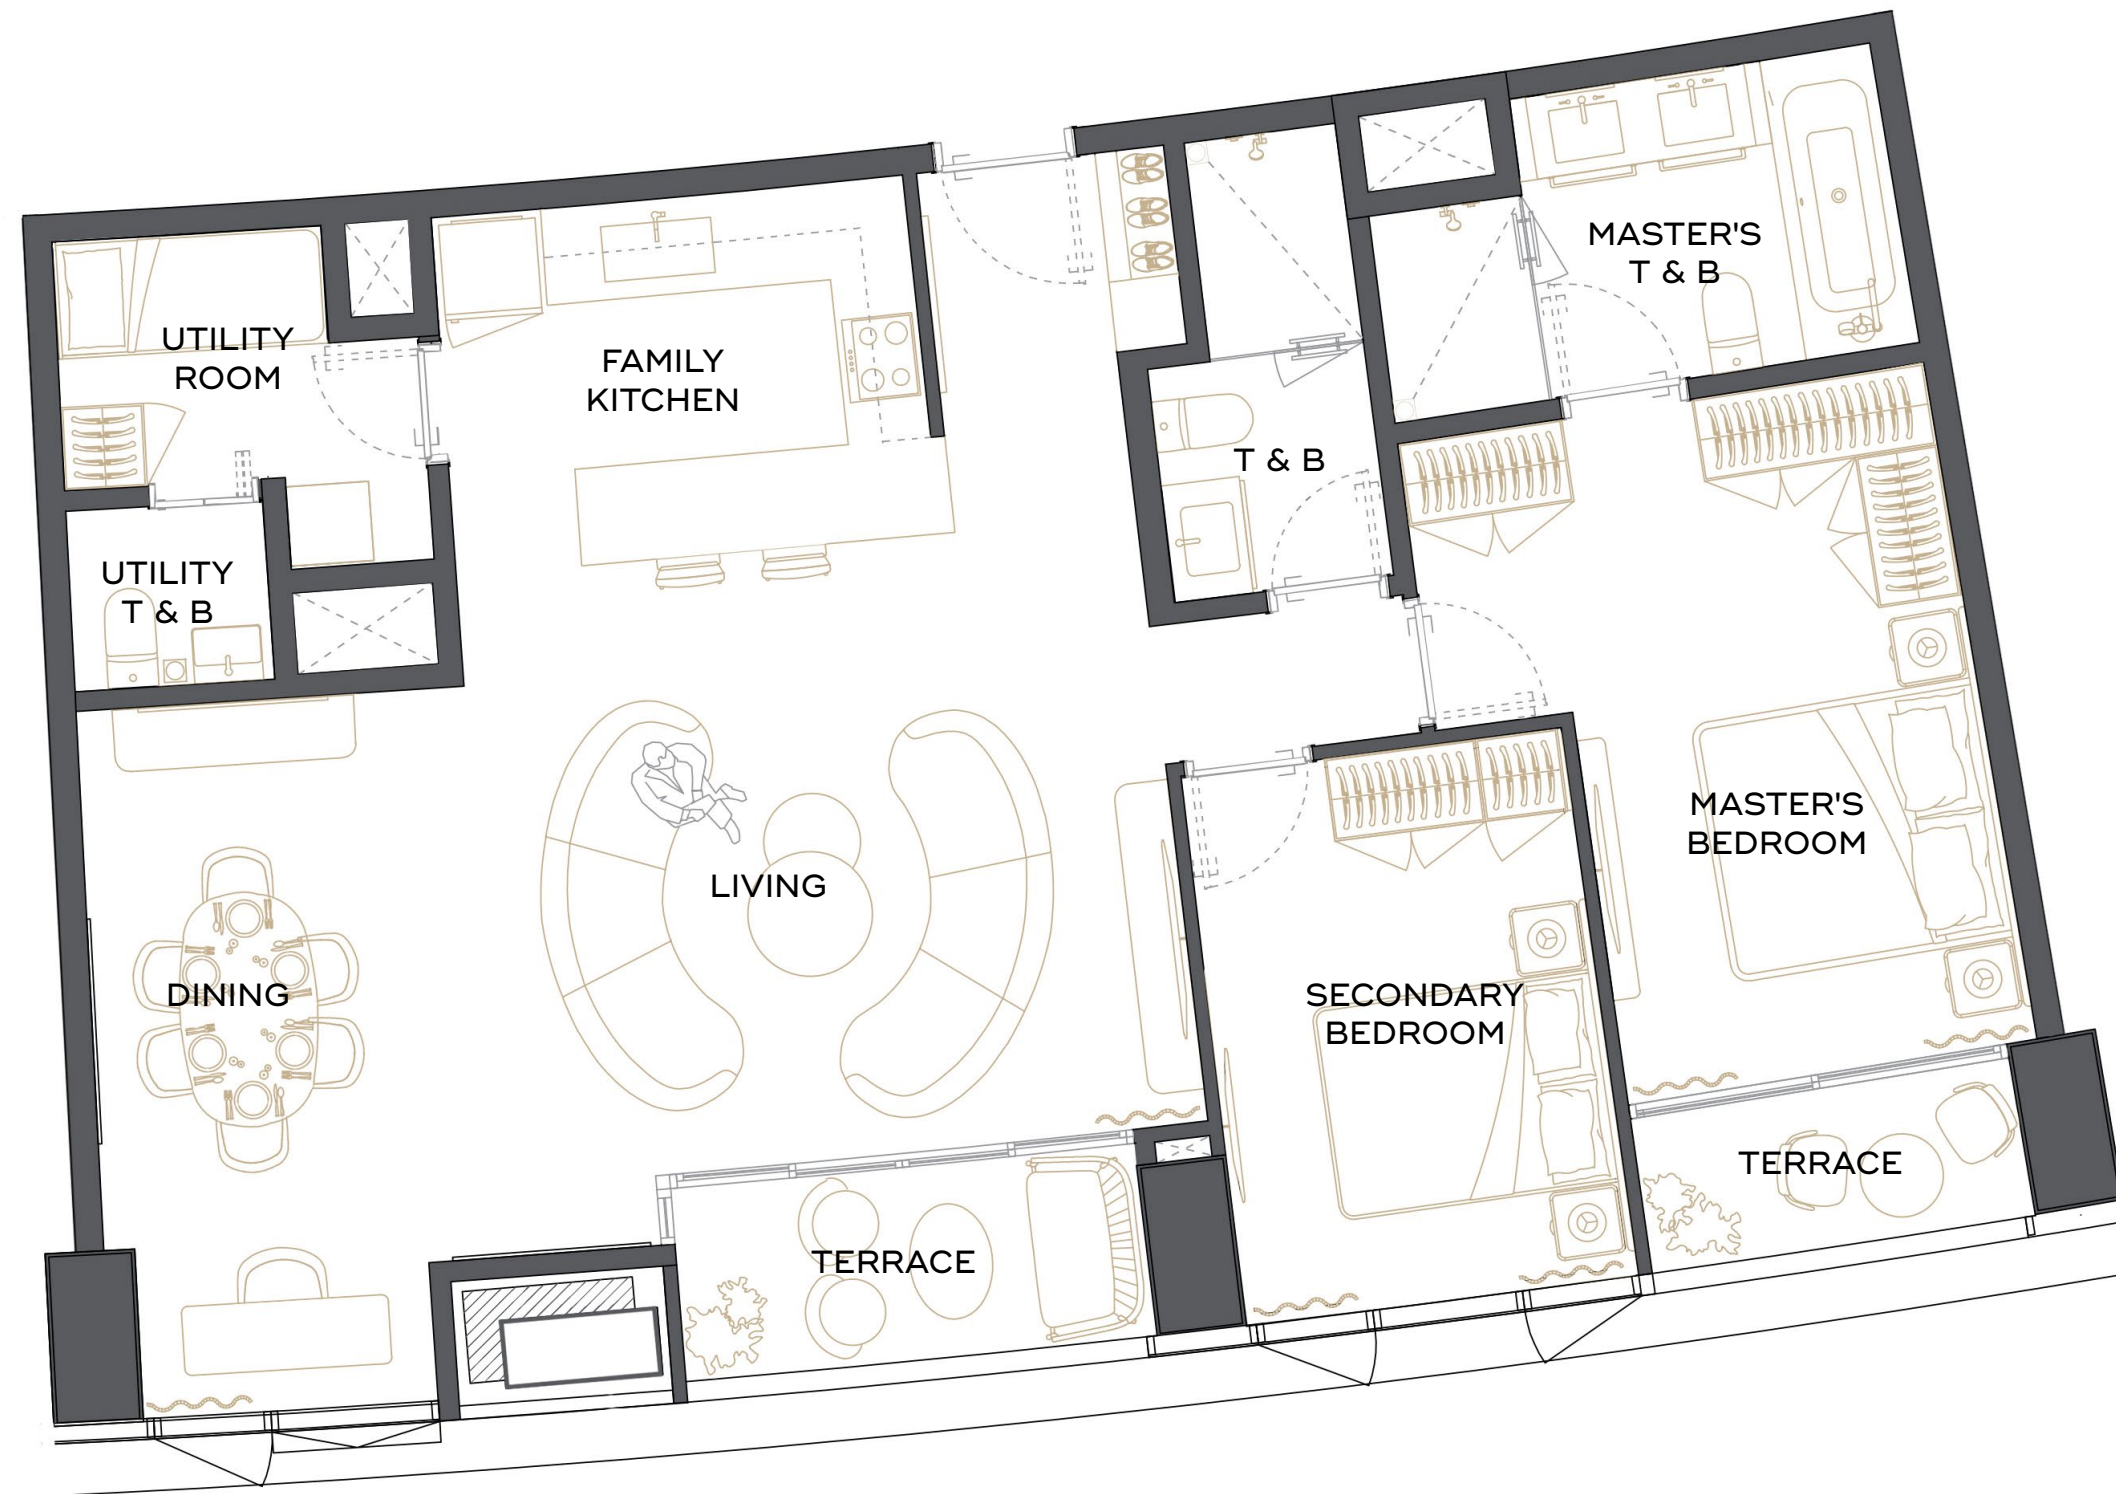 MASTER'S
T & B
UTILITY
ROOM
FAMILY
KITCHEN
T & B
UTILITY
T & B
MASTER'S
BEDROOM
LIVING
DINING
SECONDARY
BEDROOM
TERRACE
TERRACE